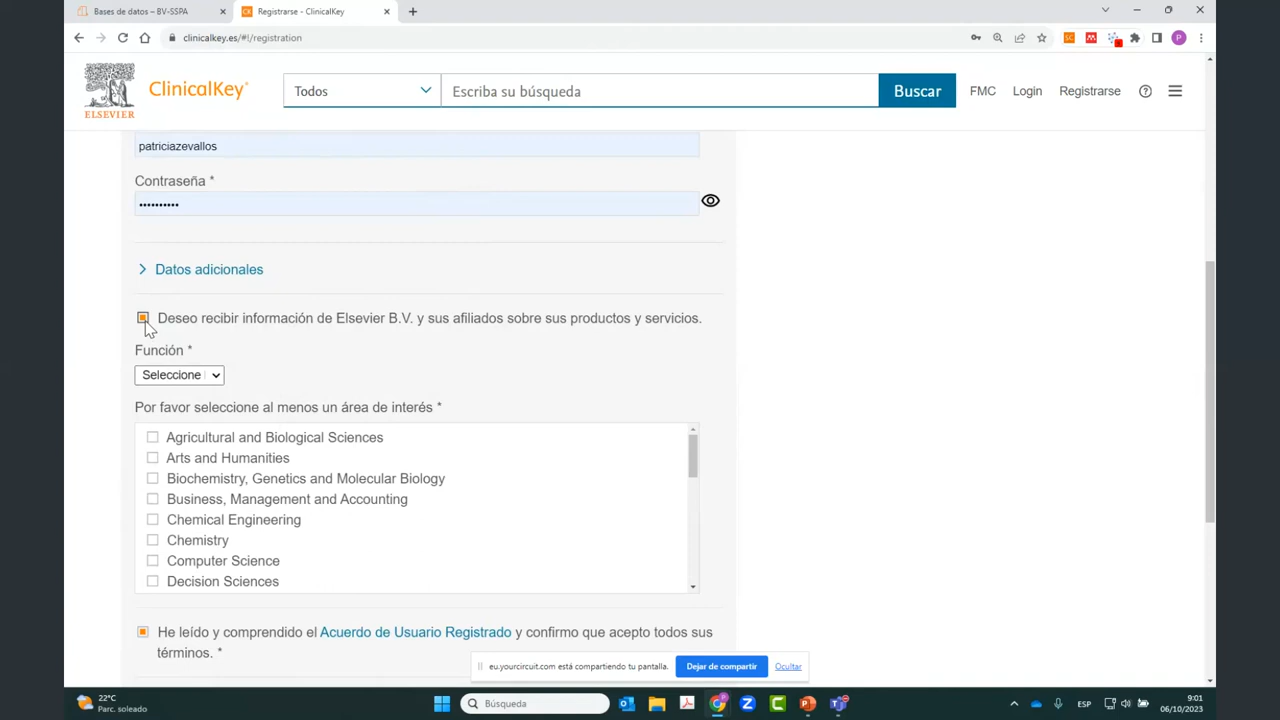 Bases de datos – BV-SSPA
Registrarse - ClinicalKey
clinicalkey.es/#!/registration
ELSEVIER
ClinicalKey®
Todos
Escriba su búsqueda
Buscar
FMC
Login
Registrarse
patriciazevallos
Contraseña *
••••••••••
Datos adicionales
Deseo recibir información de Elsevier B.V. y sus afiliados sobre sus productos y servicios.
Función *
Seleccione
Por favor seleccione al menos un área de interés *
Agricultural and Biological Sciences
Arts and Humanities
Biochemistry, Genetics and Molecular Biology
Business, Management and Accounting
Chemical Engineering
Chemistry
Computer Science
Decision Sciences
He leído y comprendido el Acuerdo de Usuario Registrado y confirmo que acepto todos sus
términos. *
eu.yourcircuit.com está compartiendo tu pantalla.
Dejar de compartir
Ocultar
22°C
Parc. soleado
Búsqueda
ESP
9:01
06/10/2023